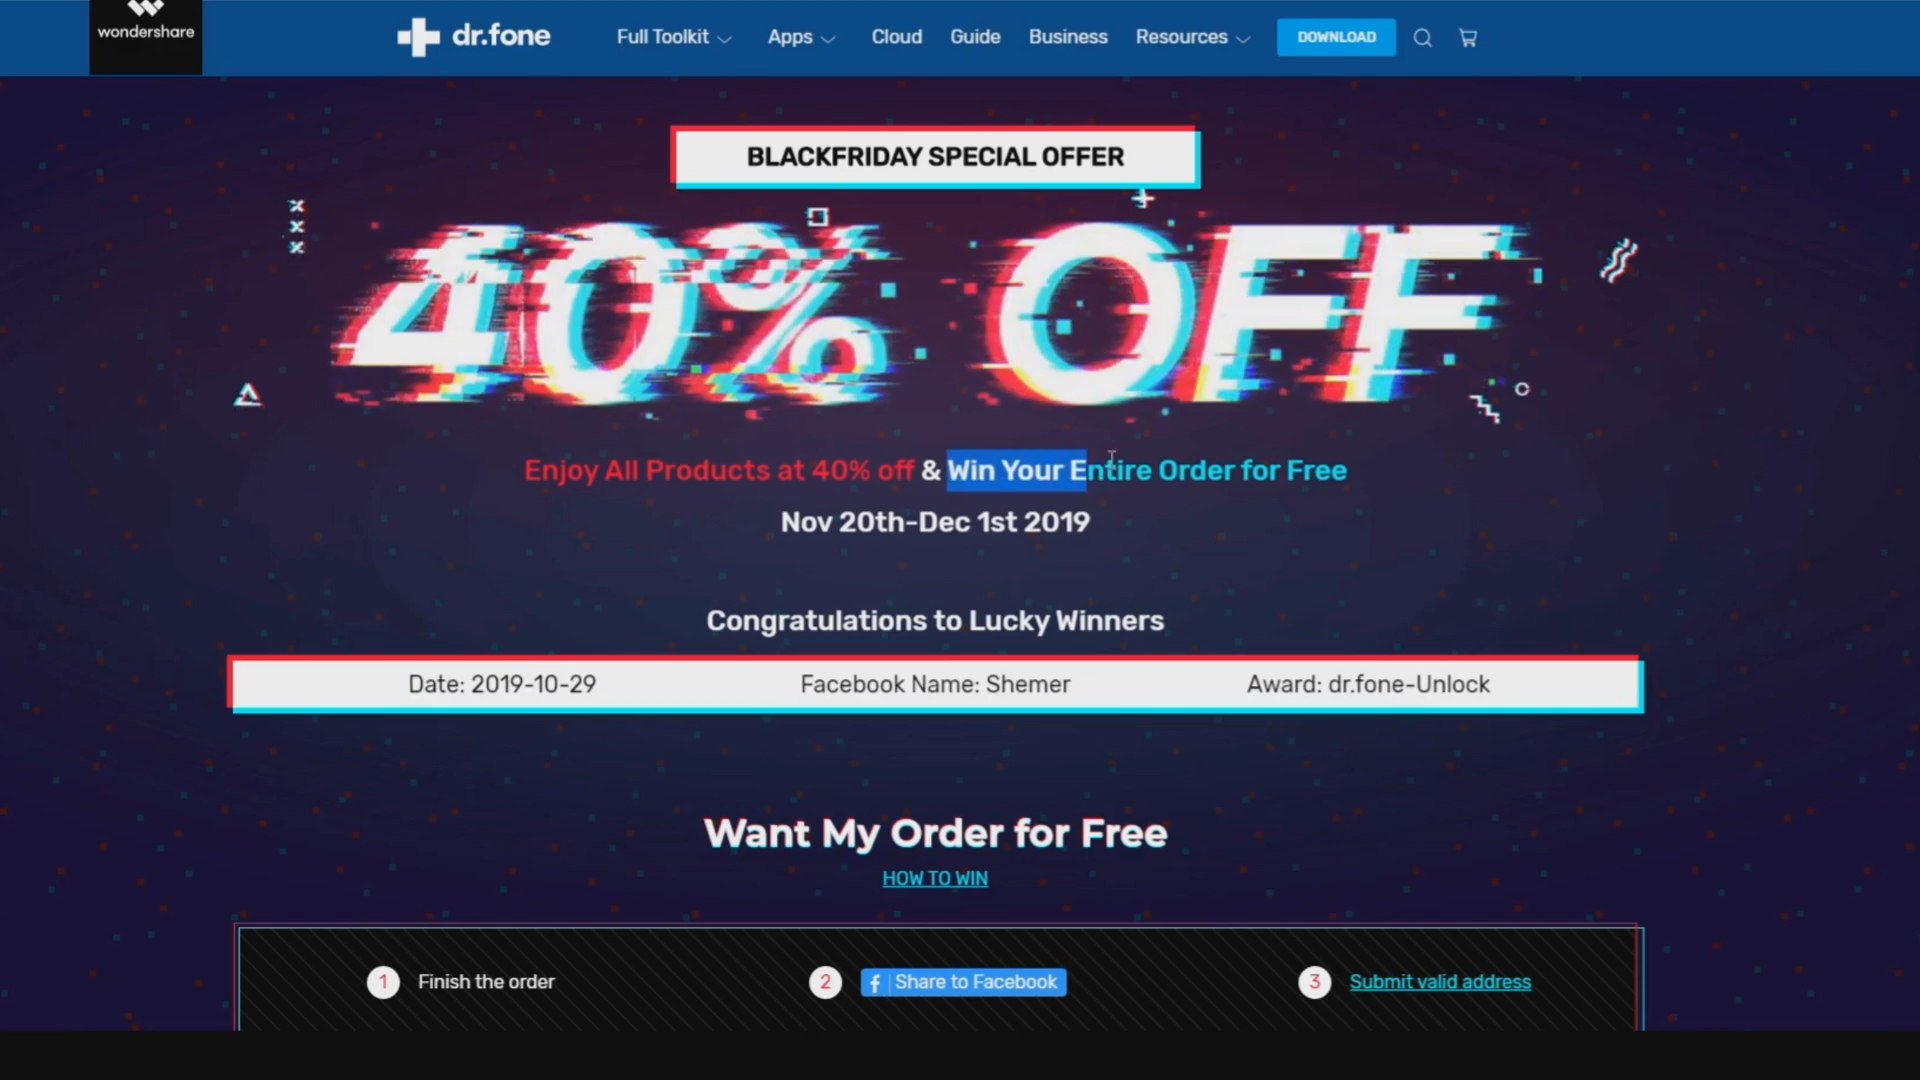 wondershare
dr.fone
Full Toolkit
Apps
Cloud
Guide
Business
Resources
DOWNLOAD
BLACKFRIDAY SPECIAL OFFER
40% OFF
Enjoy All Products at 40% off & Win Your Entire Order for Free
Nov 20th-Dec 1st 2019
Congratulations to Lucky Winners
Date: 2019-10-29
Facebook Name: Shemer
Award: dr.fone-Unlock
Want My Order for Free
HOW TO WIN
1 Finish the order
2 Share to Facebook
3 Submit valid address